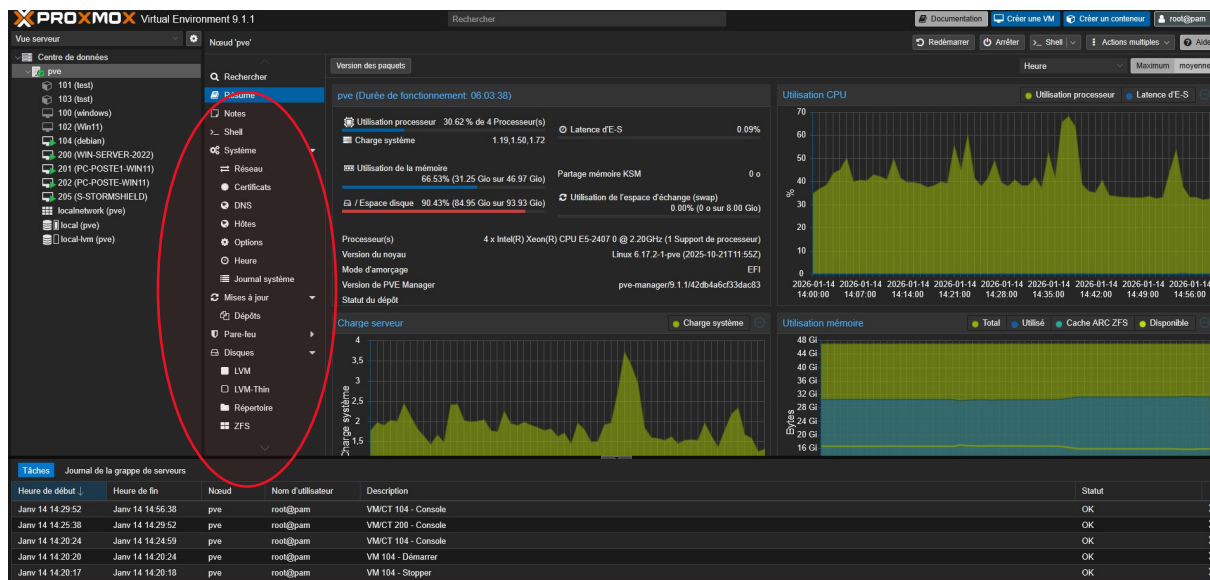 PROXMOX Virtual Environment 9.1.1
Rechercher
Documentation
Créer une VM
Créer un conteneur
root@pam
Vue serveur
Nœud 'pve'
Redémarrer
Arrêter
Shell
Actions multiples
Aide
Centre de données
pve
101 (test)
103 (tsst)
100 (windows)
102 (Win11)
104 (debian)
200 (WIN-SERVER-2022)
201 (PC-POSTE1-WIN11)
202 (PC-POSTE-WIN11)
205 (S-STORMSHIELD)
localnetwork (pve)
local (pve)
local-lvm (pve)
Rechercher
Résumé
Notes
Shell
Système
Réseau
Certificats
DNS
Hôtes
Options
Heure
Journal système
Mises à jour
Dépôts
Pare-feu
Disques
LVM
LVM-Thin
Répertoire
ZFS
Version des paquets
Heure
Maximum
moyenne
pve (Durée de fonctionnement: 06:03:38)
Utilisation processeur 30.62 % de 4 Processeur(s)
Charge système 1.19,1.50,1.72
Latence d'E-S 0.09%
Utilisation de la mémoire
66.53% (31.25 Gio sur 46.97 Gio)
Partage mémoire KSM 0 o
/ Espace disque 90.43% (84.95 Gio sur 93.93 Gio)
Utilisation de l'espace d'échange (swap)
0.00% (0 o sur 8.00 Gio)
Processeur(s) 4 x Intel(R) Xeon(R) CPU E5-2407 0 @ 2.20GHz (1 Support de processeur)
Version du noyau Linux 6.17.2-1-pve (2025-10-21T11:55Z)
Mode d'amorçage EFI
Version de PVE Manager pve-manager/9.1.1/42db4a6cf33dac83
Statut du dépôt
Utilisation CPU
Utilisation processeur
Latence d'E-S
70
60
50
40
30
20
10
0
%
2026-01-14 2026-01-14 2026-01-14 2026-01-14 2026-01-14 2026-01-14 2026-01-14 2026-01-14 2026-01-14
14:00:00 14:07:00 14:14:00 14:21:00 14:28:00 14:35:00 14:42:00 14:49:00 14:56:00
Charge serveur
Charge système
4
3,5
3
2,5
2
1,5
Charge système
Utilisation mémoire
Total
Utilisé
Cache ARC ZFS
Disponible
48 Gi
44 Gi
40 Gi
36 Gi
32 Gi
28 Gi
24 Gi
20 Gi
16 Gi
Bytes
Tâches
Journal de la grappe de serveurs
Heure de début Heure de fin Nœud Nom d'utilisateur Description Statut
Janv 14 14:29:52 Janv 14 14:56:38 pve root@pam VM/CT 104 - Console OK
Janv 14 14:25:38 Janv 14 14:29:52 pve root@pam VM/CT 200 - Console OK
Janv 14 14:20:24 Janv 14 14:24:59 pve root@pam VM/CT 104 - Console OK
Janv 14 14:20:20 Janv 14 14:20:24 pve root@pam VM 104 - Démarrer OK
Janv 14 14:20:17 Janv 14 14:20:18 pve root@pam VM 104 - Stopper OK